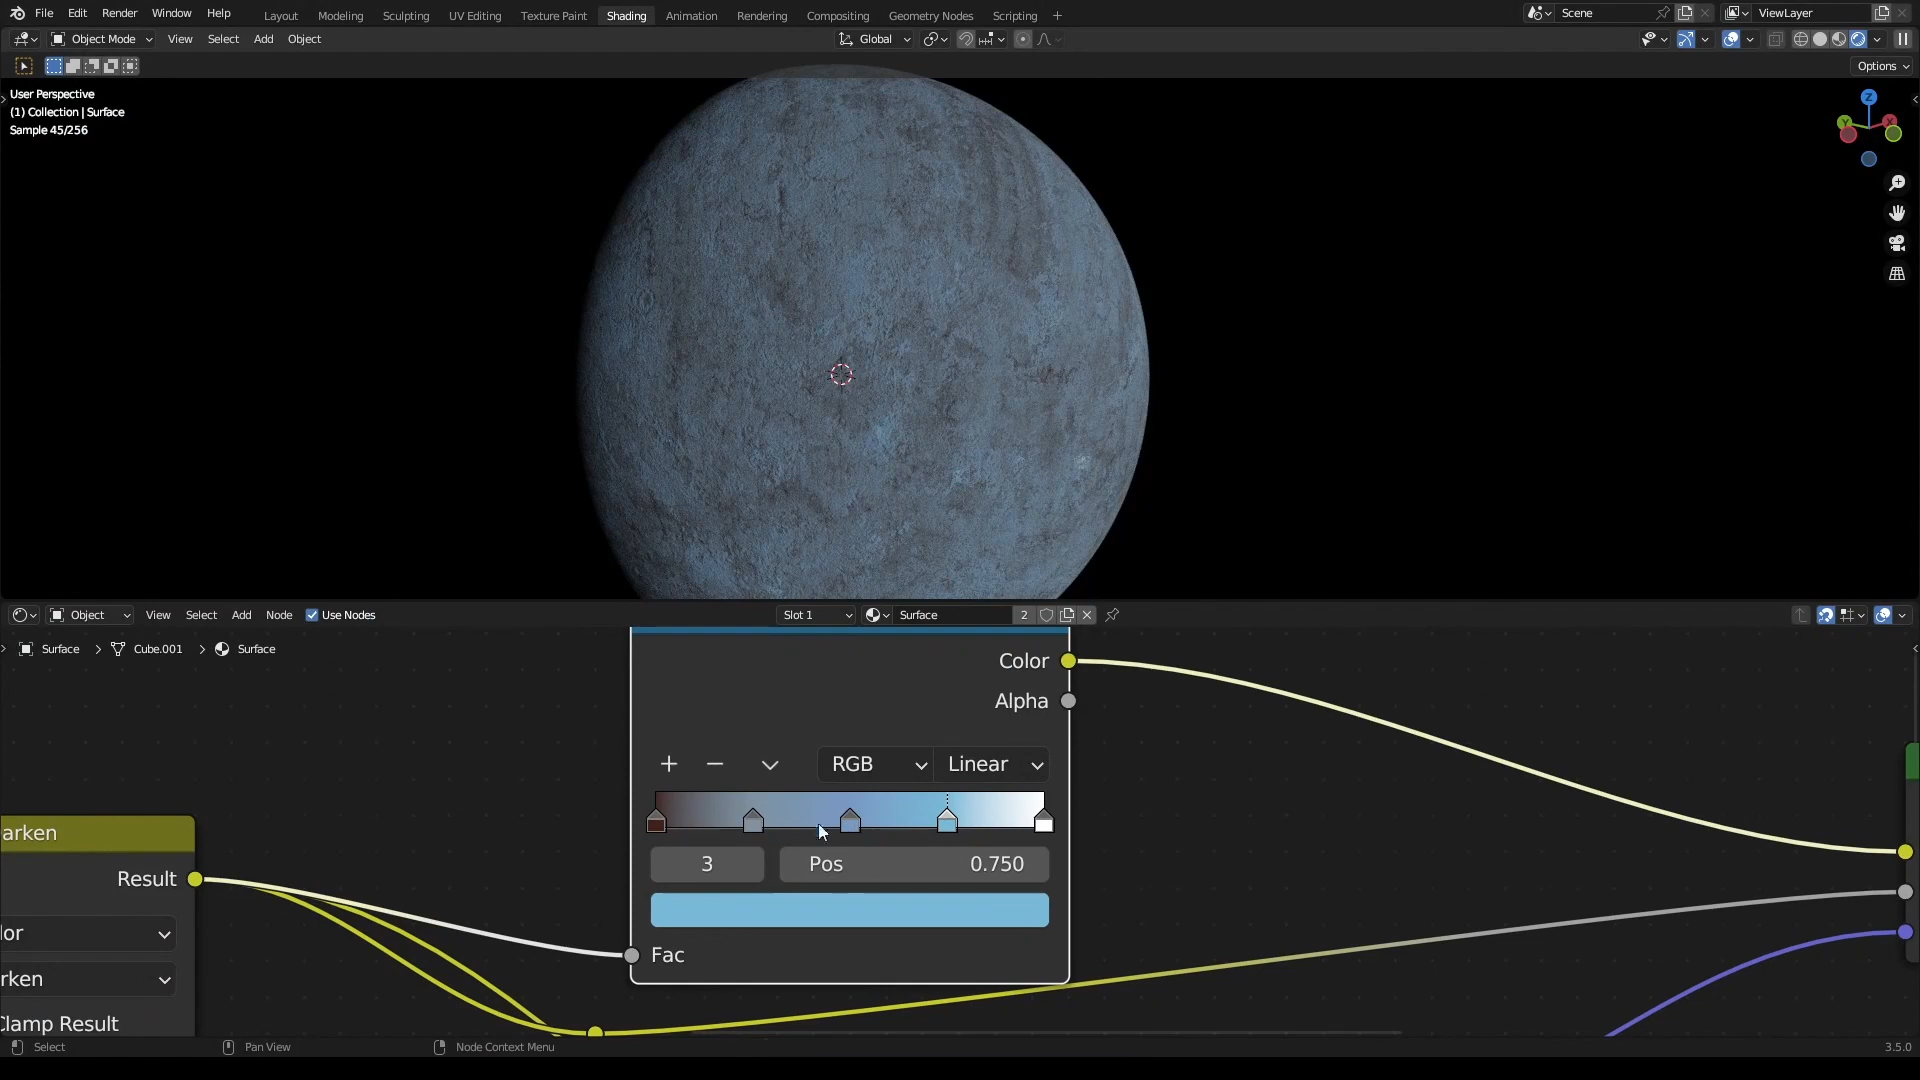 File Edit Render Window Help Layout Modeling Sculpting UV Editing Texture Paint Shading Animation Rendering Compositing Geometry Nodes Scripting + Scene ViewLayer
Object Mode View Select Add Object Global
Options
User Perspective
(1) Collection | Surface
Sample 45/256
Z
Y
X
Object View Select Add Node Use Nodes Slot 1 Surface 2
Surface > Cube.001 > Surface
Color
Alpha
RGB Linear
3 Pos 0.750
Fac
arken
Result
lor
rken
Clamp Result
Select Pan View Node Context Menu 3.5.0